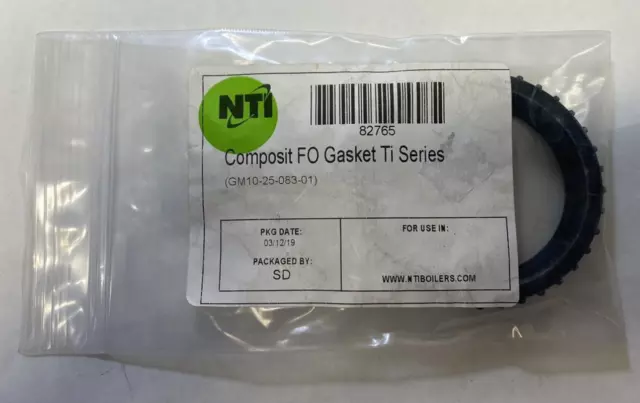 NTI
82765
Composit FO Gasket Ti Series
(GM10-25-083-01)
PKG DATE:
03/12/19
PACKAGED BY:
SD
FOR USE IN:
WWW.NTIBOILERS.COM